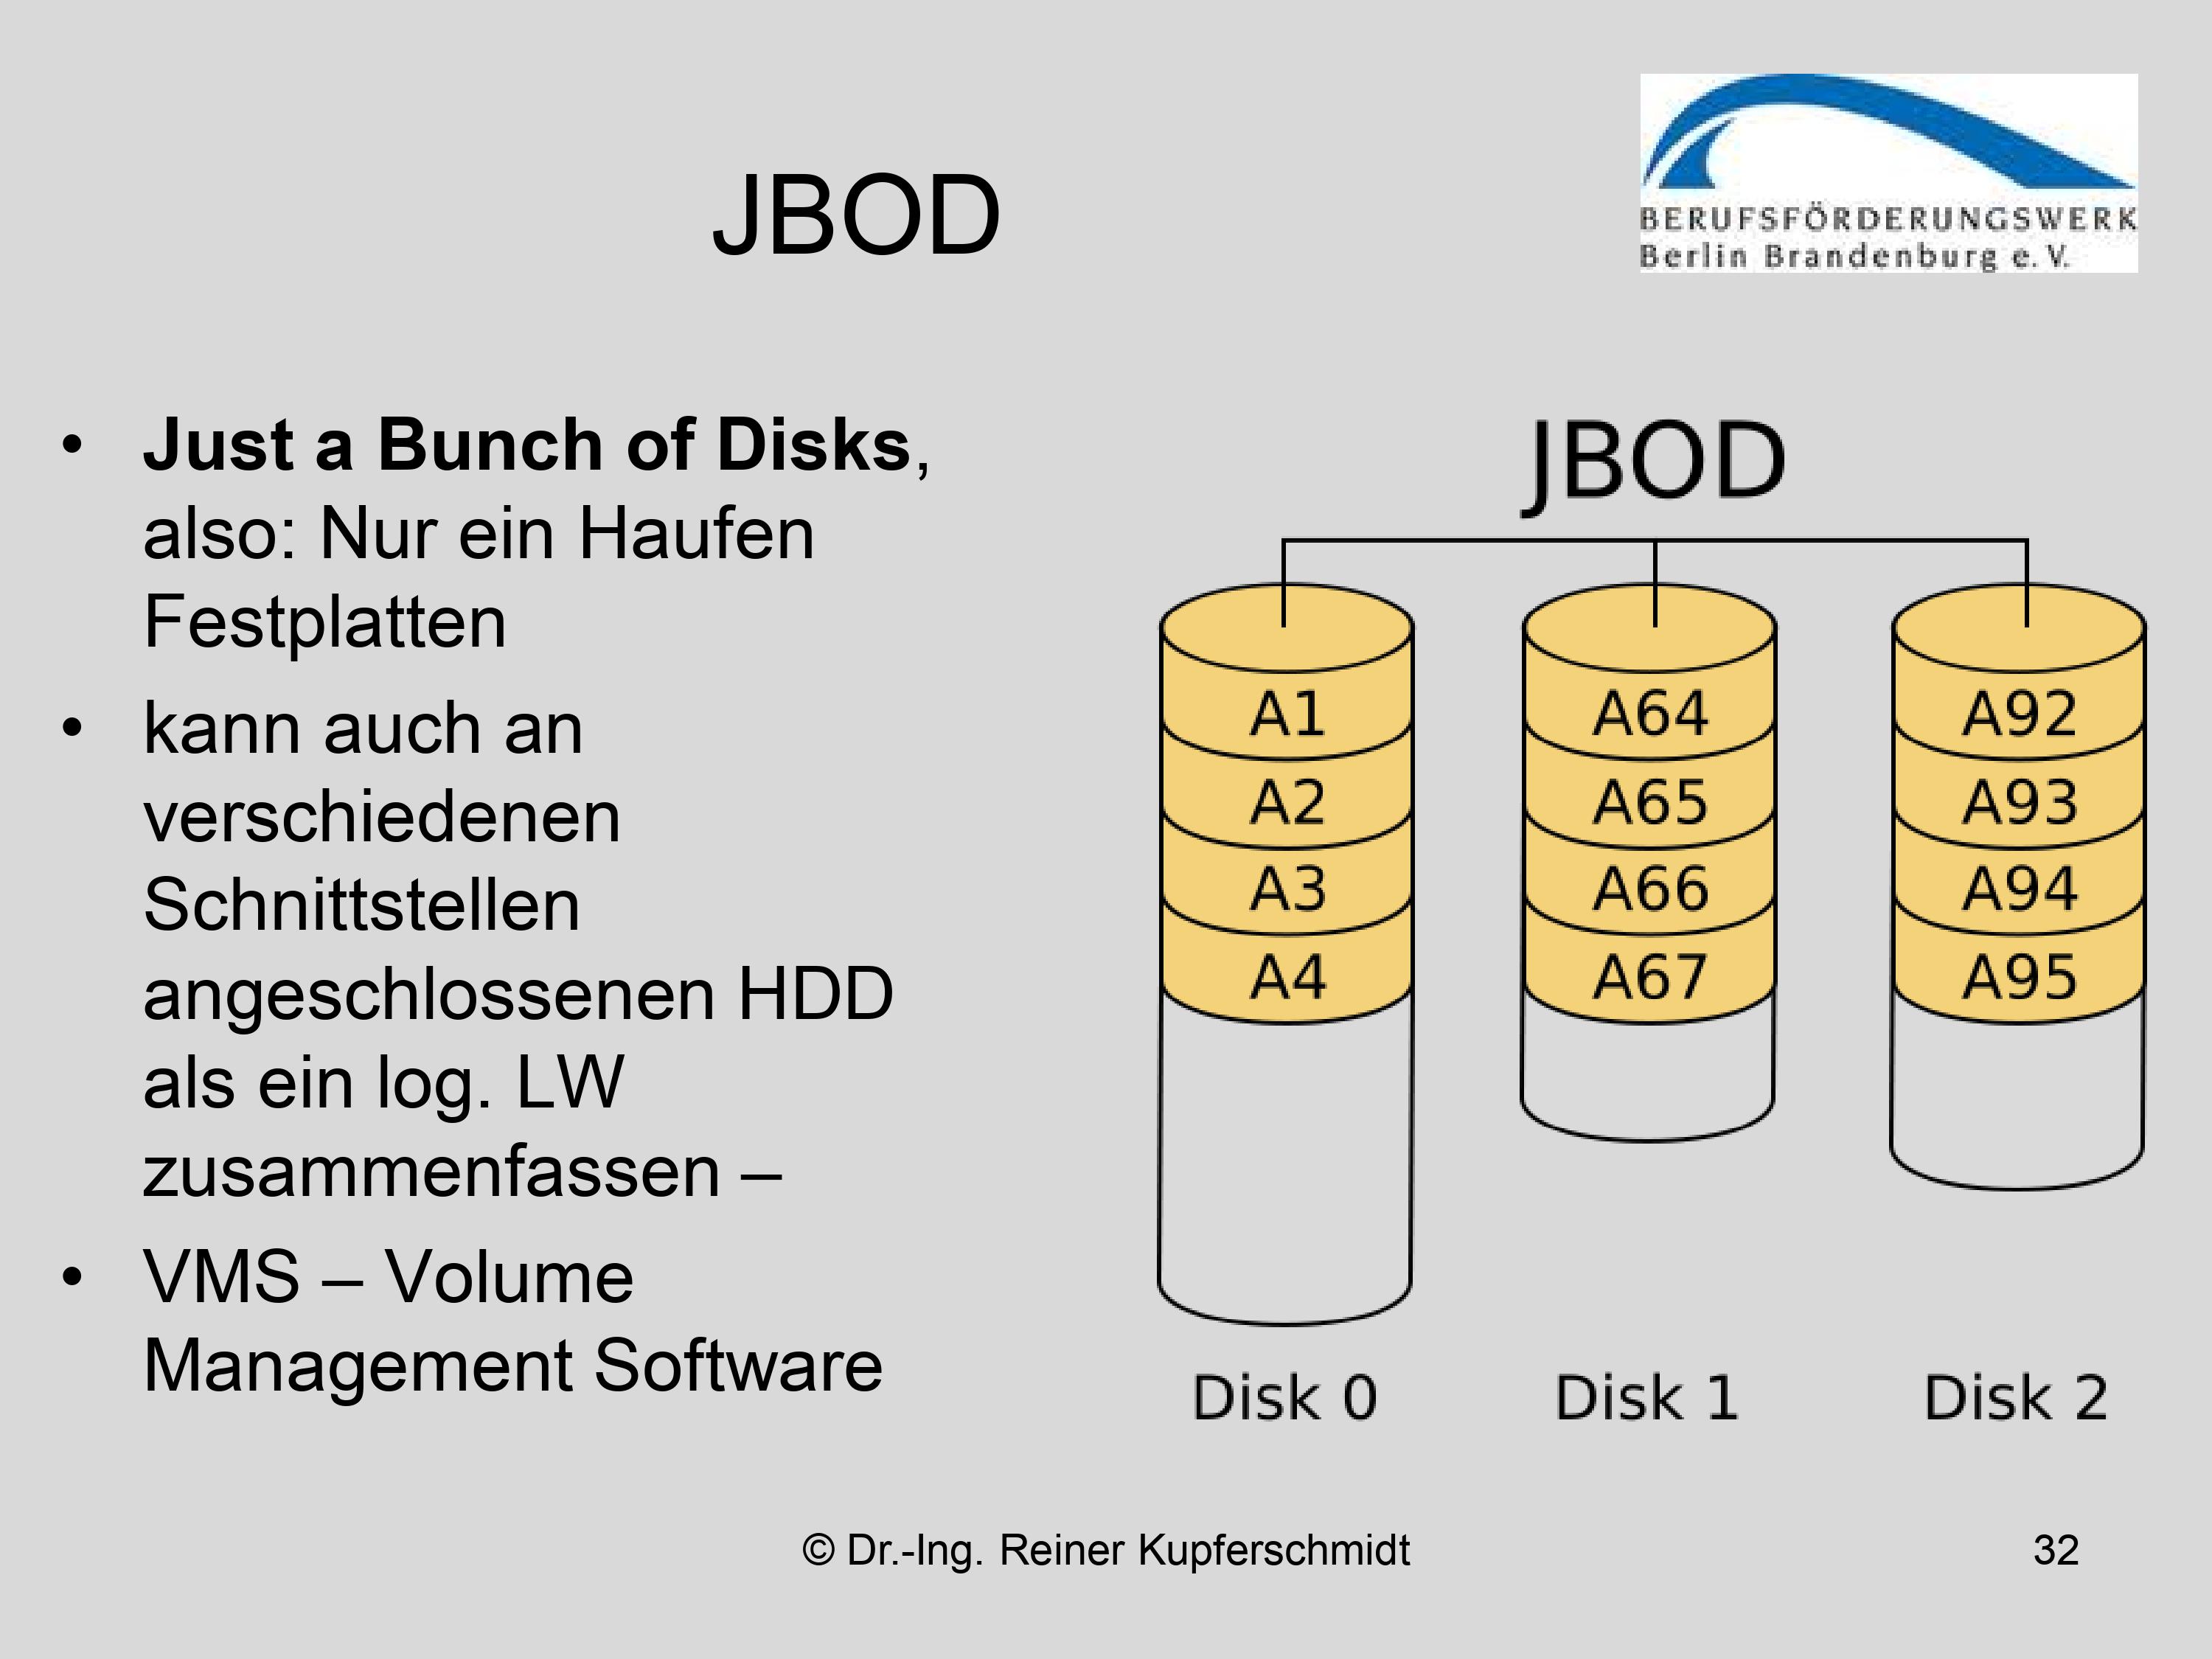 JBOD
BERUFSFÖRDERUNGSWERK
Berlin Brandenburg e. V.
• Just a Bunch of Disks,
also: Nur ein Haufen
Festplatten
• kann auch an
verschiedenen
Schnittstellen
angeschlossenen HDD
als ein log. LW
zusammenfassen –
• VMS – Volume
Management Software
JBOD
A1 A64 A92
A2 A65 A93
A3 A66 A94
A4 A67 A95
Disk 0 Disk 1 Disk 2
© Dr.-Ing. Reiner Kupferschmidt
32